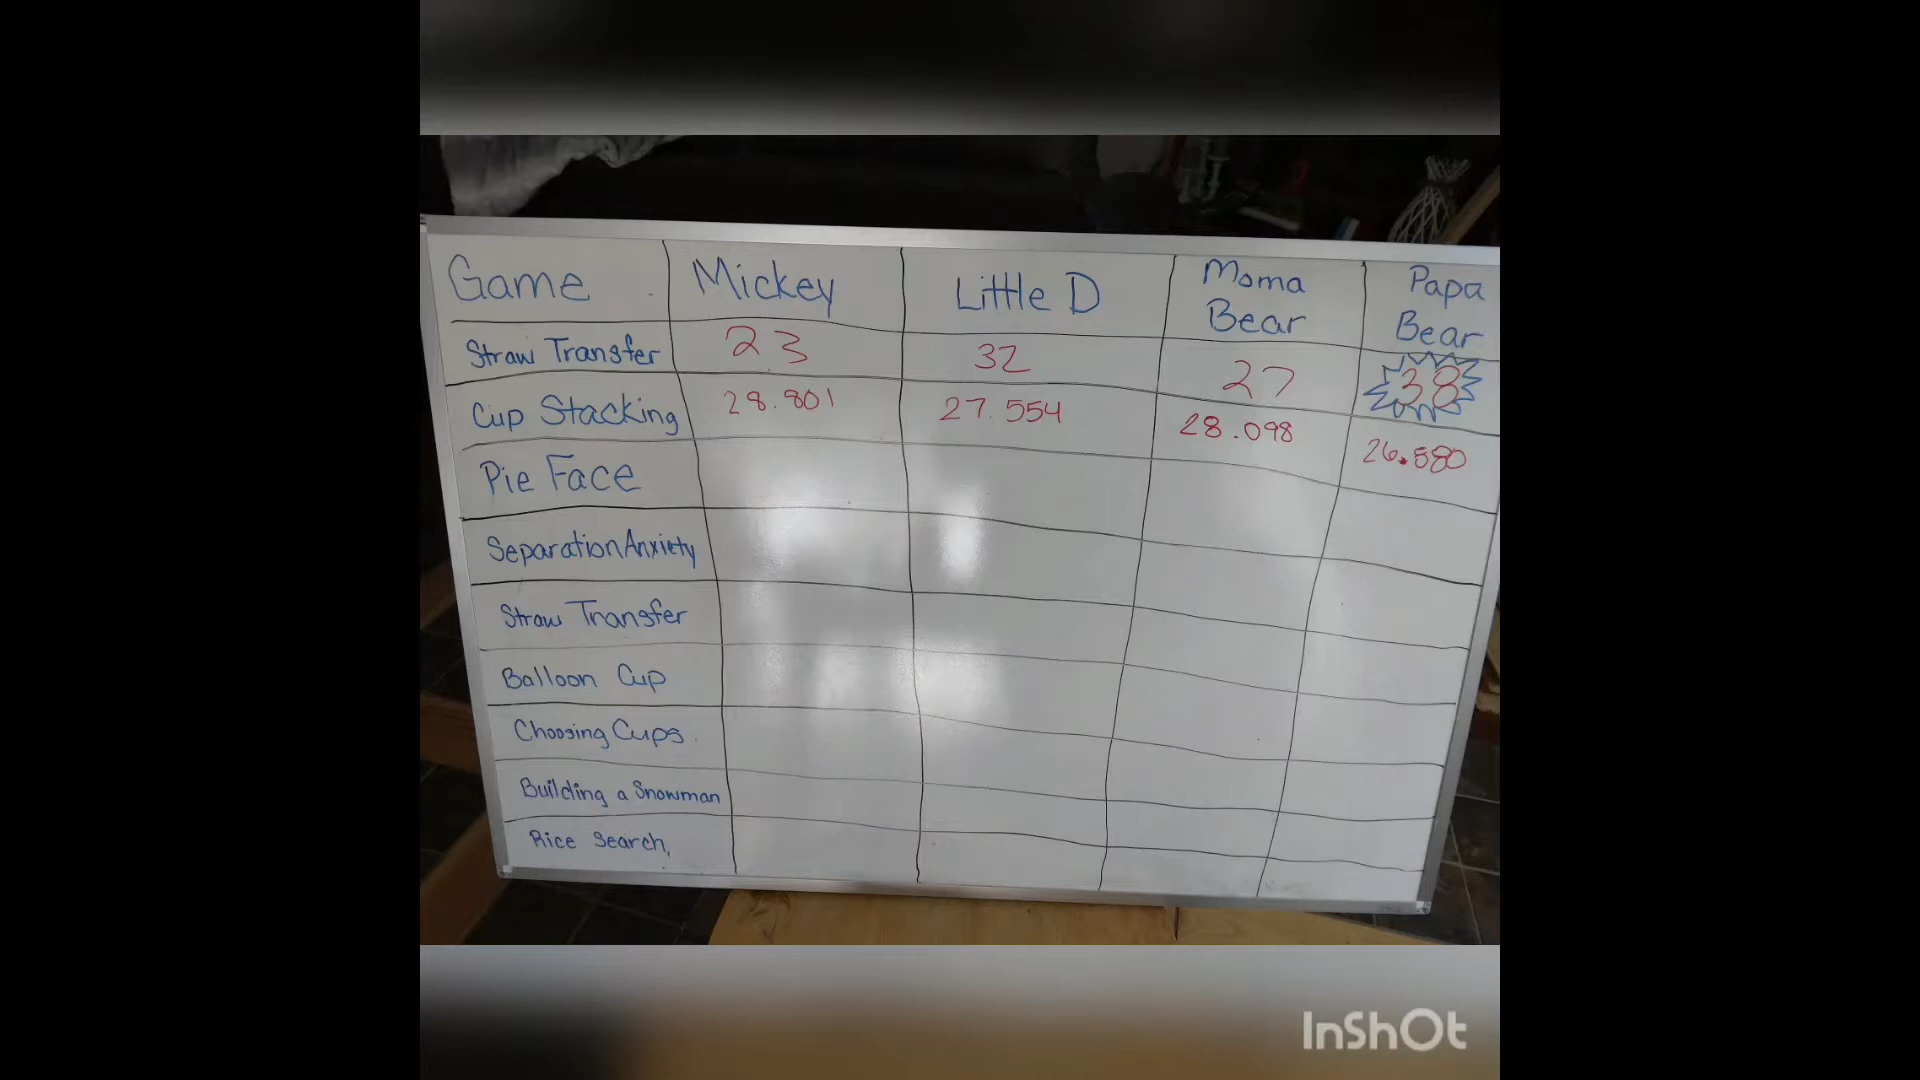 Game Mickey Little D Moma Bear Papa Bear
Straw Transfer 23 32 27 38
Cup Stacking 28.801 27.554 28.098 26.580
Pie Face
Separation Anxiety
Straw Transfer
Balloon Cup
Choosing Cups.
Building a Snowman
Rice Search,
InShOt